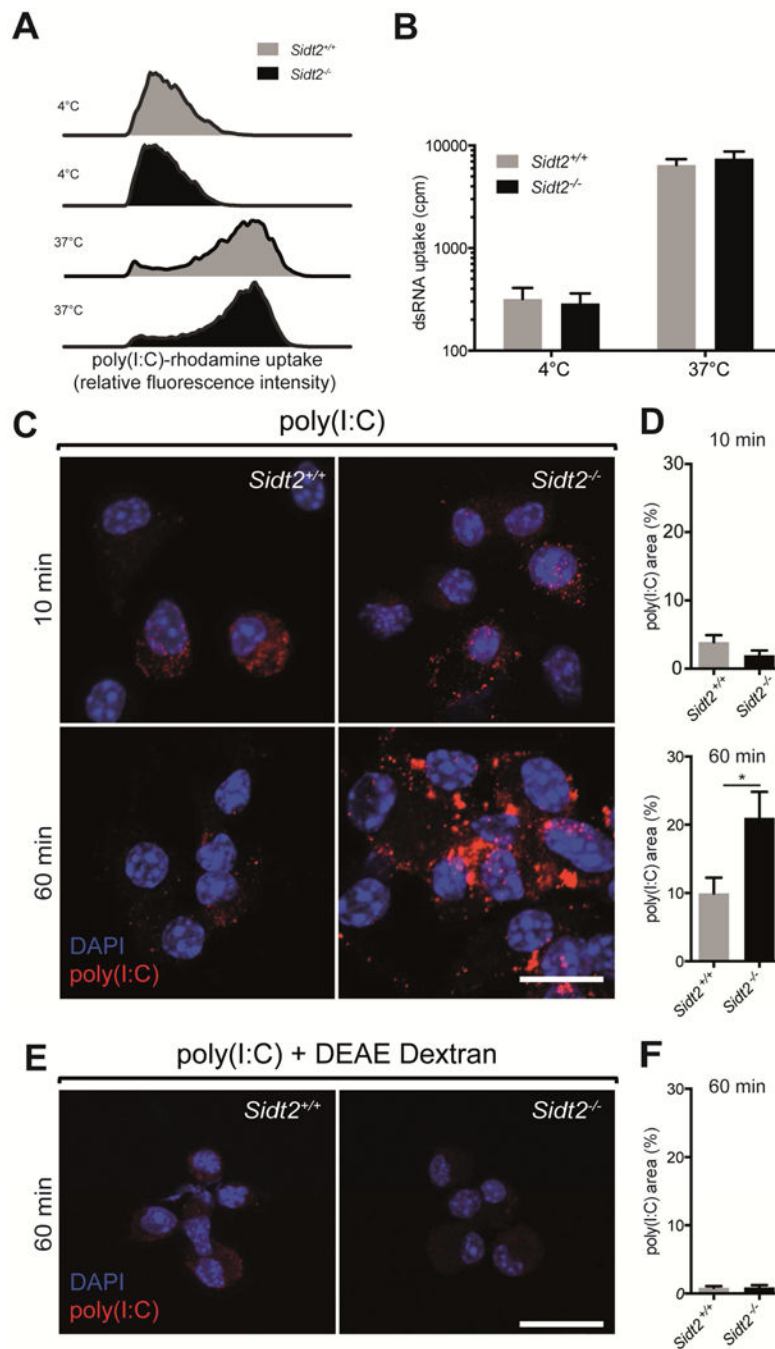 A
Sidt2+/+
Sidt2-/-
4°C
4°C
37°C
37°C
poly(I:C)-rhodamine uptake
(relative fluorescence intensity)
B
Sidt2+/+
Sidt2-/-
dsRNA uptake (cpm)
10000
1000
100
4°C
37°C
C
poly(I:C)
Sidt2+/+
Sidt2-/-
10 min
60 min
DAPI
poly(I:C)
D
10 min
poly(I:C) area (%)
30
20
10
0
Sidt2+/+
Sidt2-/-
60 min
poly(I:C) area (%)
30
20
10
0
*
Sidt2+/+
Sidt2-/-
E
poly(I:C) + DEAE Dextran
Sidt2+/+
Sidt2-/-
60 min
DAPI
poly(I:C)
F
60 min
poly(I:C) area (%)
30
20
10
0
Sidt2+/+
Sidt2-/-